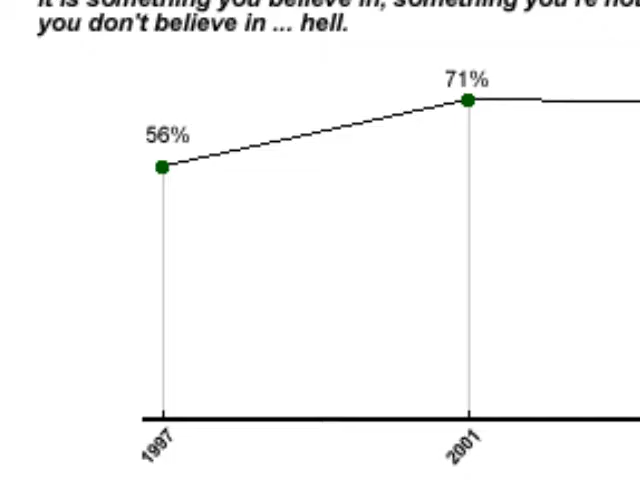 it is something you believe in, something you're not
you don't believe in ... hell.
71%
56%
1997
2001